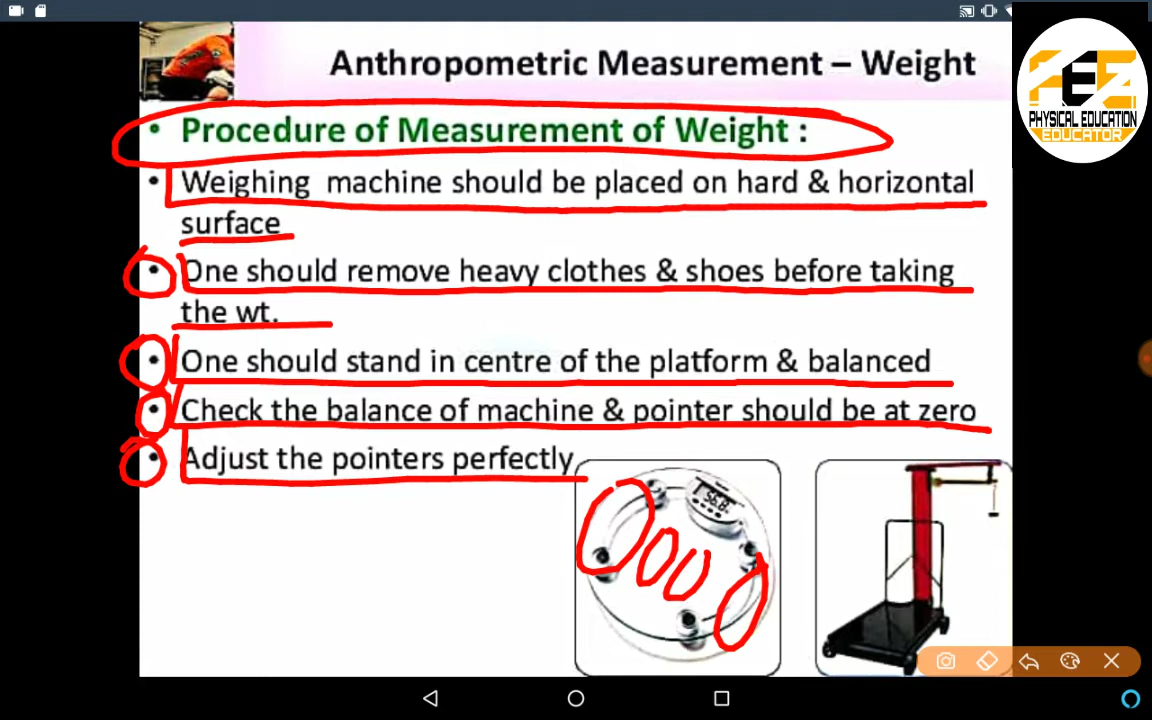 Anthropometric Measurement – Weight
PHYSICAL EDUCATION
EDUCATOR
• Procedure of Measurement of Weight :
• Weighing machine should be placed on hard & horizontal
surface
• One should remove heavy clothes & shoes before taking
the wt.
• One should stand in centre of the platform & balanced
• Check the balance of machine & pointer should be at zero
• Adjust the pointers perfectly